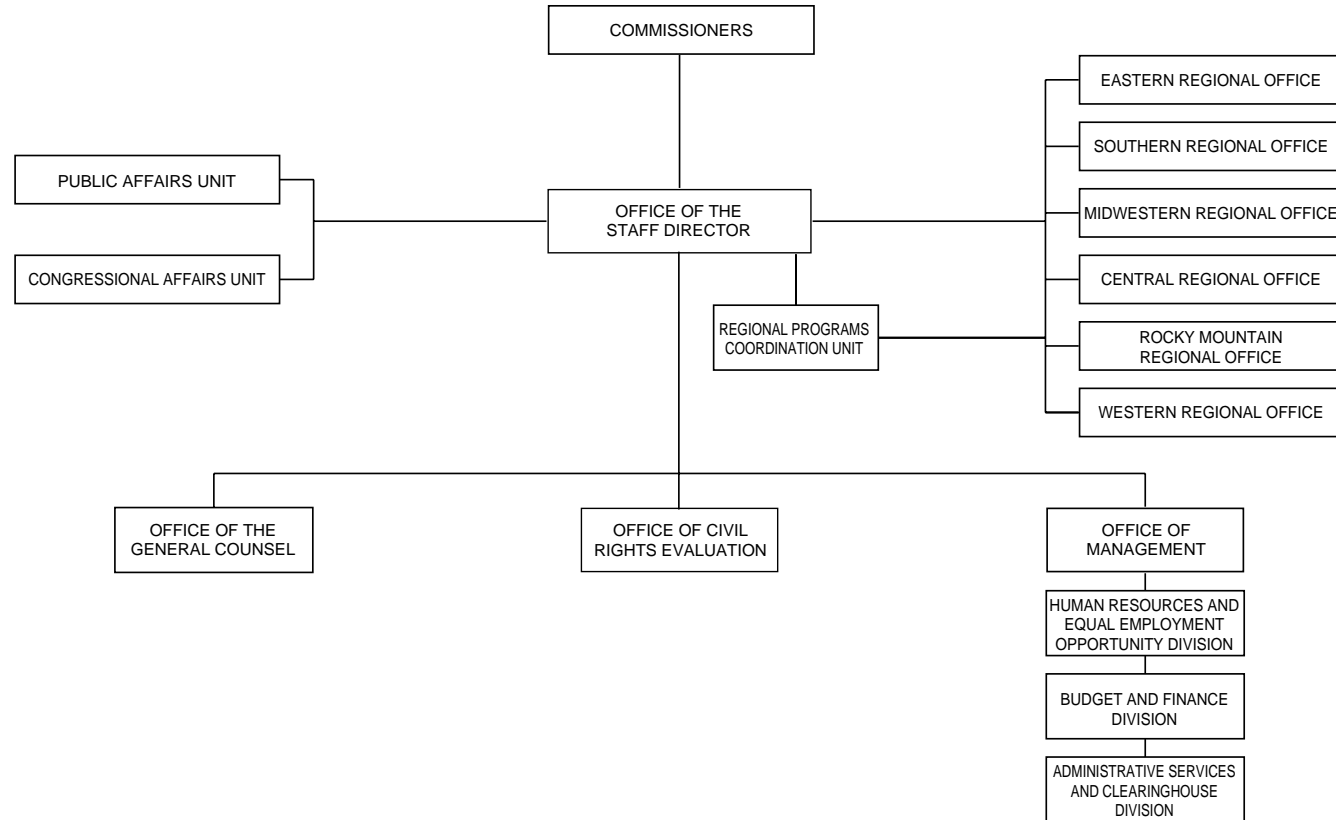 COMMISSIONERS
EASTERN REGIONAL OFFICE
SOUTHERN REGIONAL OFFICE
PUBLIC AFFAIRS UNIT
OFFICE OF THE
STAFF DIRECTOR
MIDWESTERN REGIONAL OFFICE
CONGRESSIONAL AFFAIRS UNIT
CENTRAL REGIONAL OFFICE
REGIONAL PROGRAMS
COORDINATION UNIT
ROCKY MOUNTAIN
REGIONAL OFFICE
WESTERN REGIONAL OFFICE
OFFICE OF THE
GENERAL COUNSEL
OFFICE OF CIVIL
RIGHTS EVALUATION
OFFICE OF
MANAGEMENT
HUMAN RESOURCES AND
EQUAL EMPLOYMENT
OPPORTUNITY DIVISION
BUDGET AND FINANCE
DIVISION
ADMINISTRATIVE SERVICES
AND CLEARINGHOUSE
DIVISION